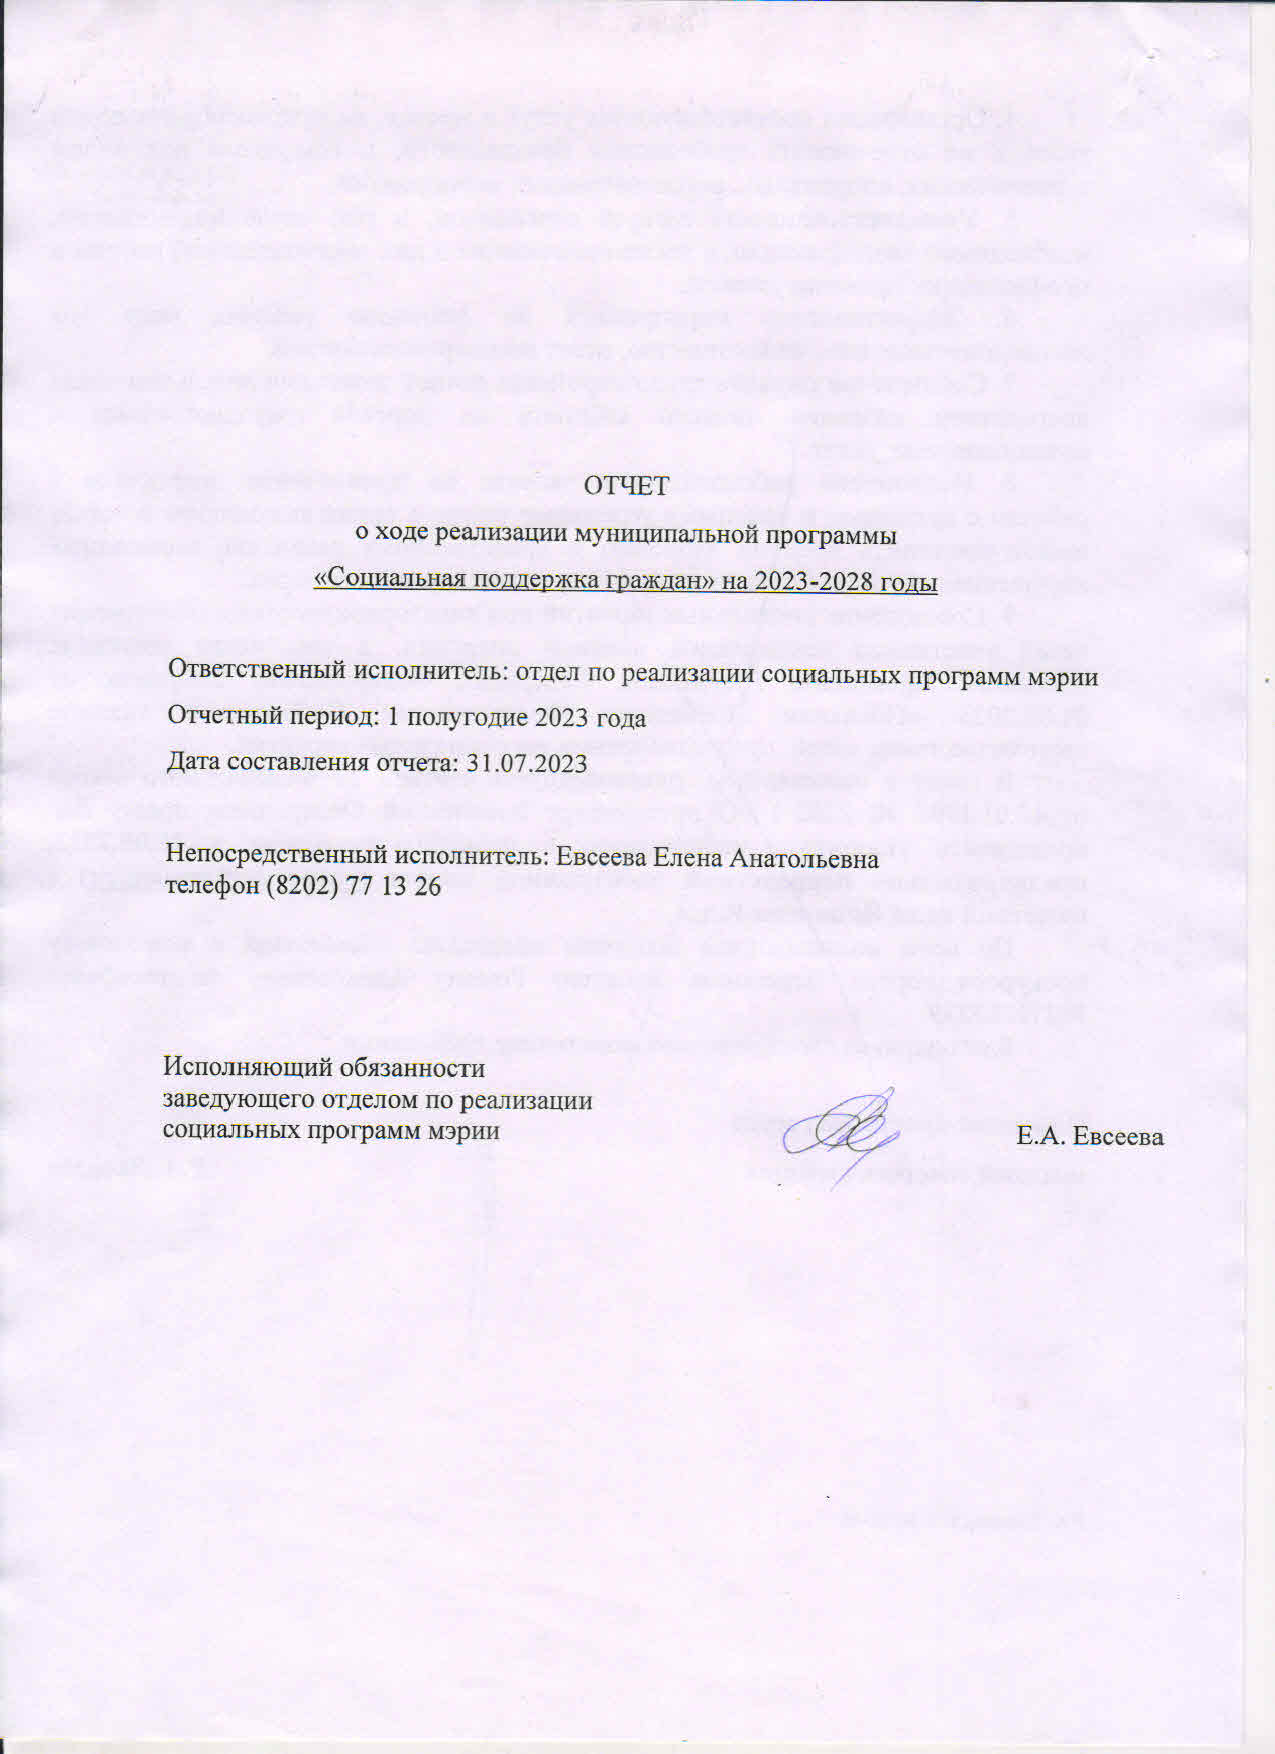 ОТЧЕТ
о ходе реализации муниципальной программы
«Социальная поддержка граждан» на 2023-2028 годы
Ответственный исполнитель: отдел по реализации социальных программ мэрии
Отчетный период: 1 полугодие 2023 года
Дата составления отчета: 31.07.2023
Непосредственный исполнитель: Евсеева Елена Анатольевна
телефон (8202) 77 13 26
Исполняющий обязанности
заведующего отделом по реализации
социальных программ мэрии
Е.А. Евсеева